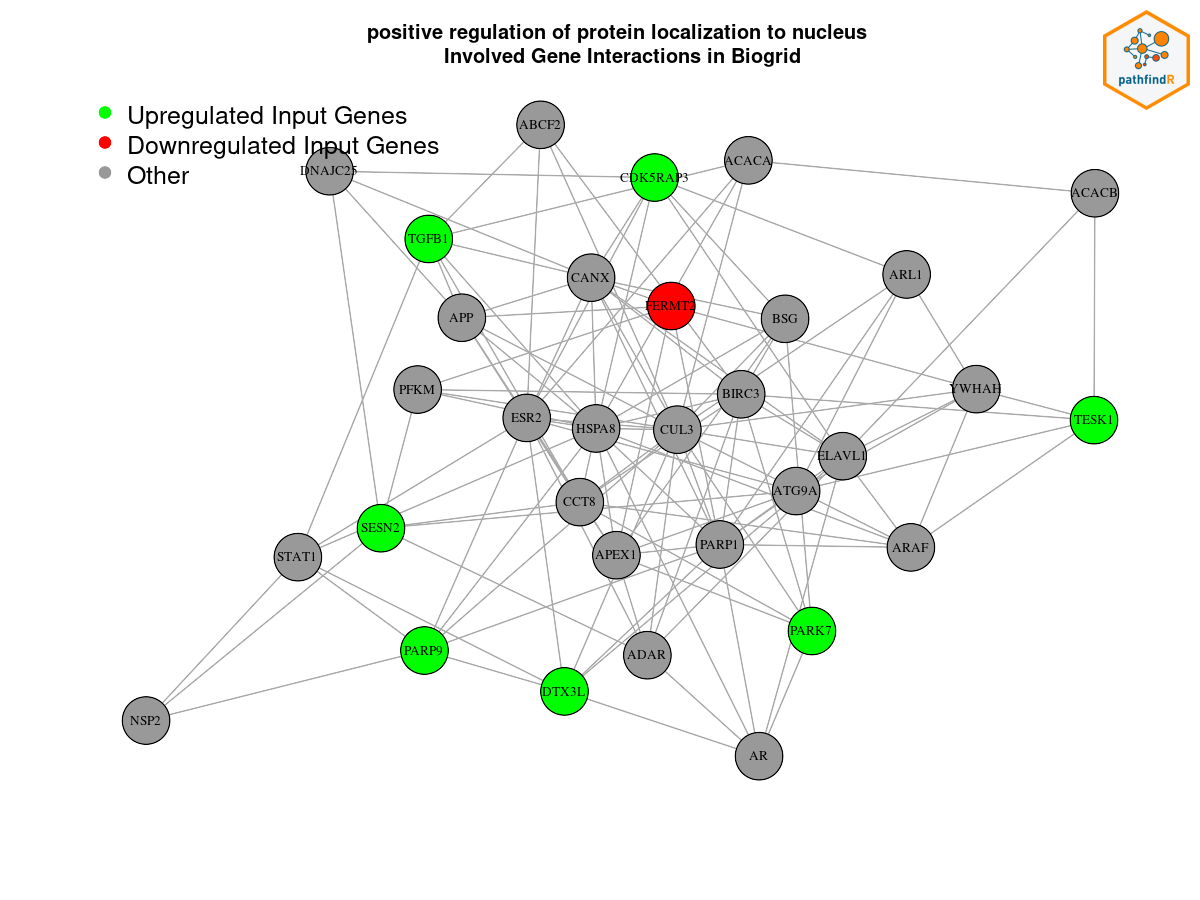 positive regulation of protein localization to nucleus
Involved Gene Interactions in Biogrid
pathfindR
Upregulated Input Genes
Downregulated Input Genes
Other
ABCF2
ACACA
DNAJC25
CDK5RAP3
ACACB
TGFB1
CANX
ARL1
FERMT2
APP
BSG
PFKM
BIRC3
YWHAH
ESR2
HSPA8
CUL3
TESK1
ELAVL1
ATG9A
CCT8
SESN2
STAT1
APEX1
PARP1
ARAF
PARK7
PARP9
ADAR
DTX3L
NSP2
AR